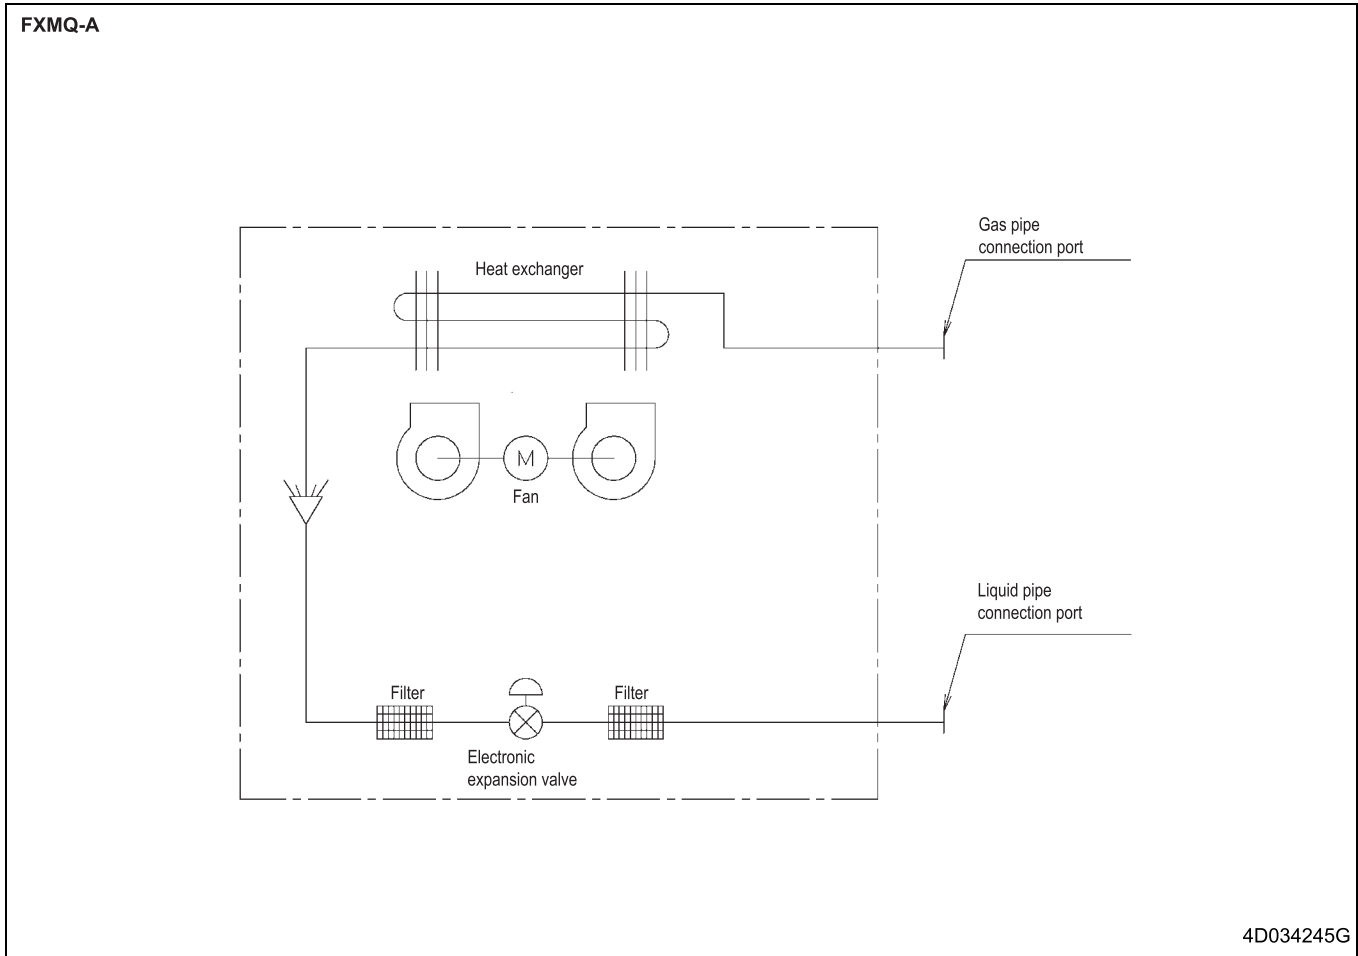 FXMQ-A
Gas pipe
connection port
Heat exchanger
M
Fan
Liquid pipe
connection port
Filter
Filter
Electronic
expansion valve
4D034245G